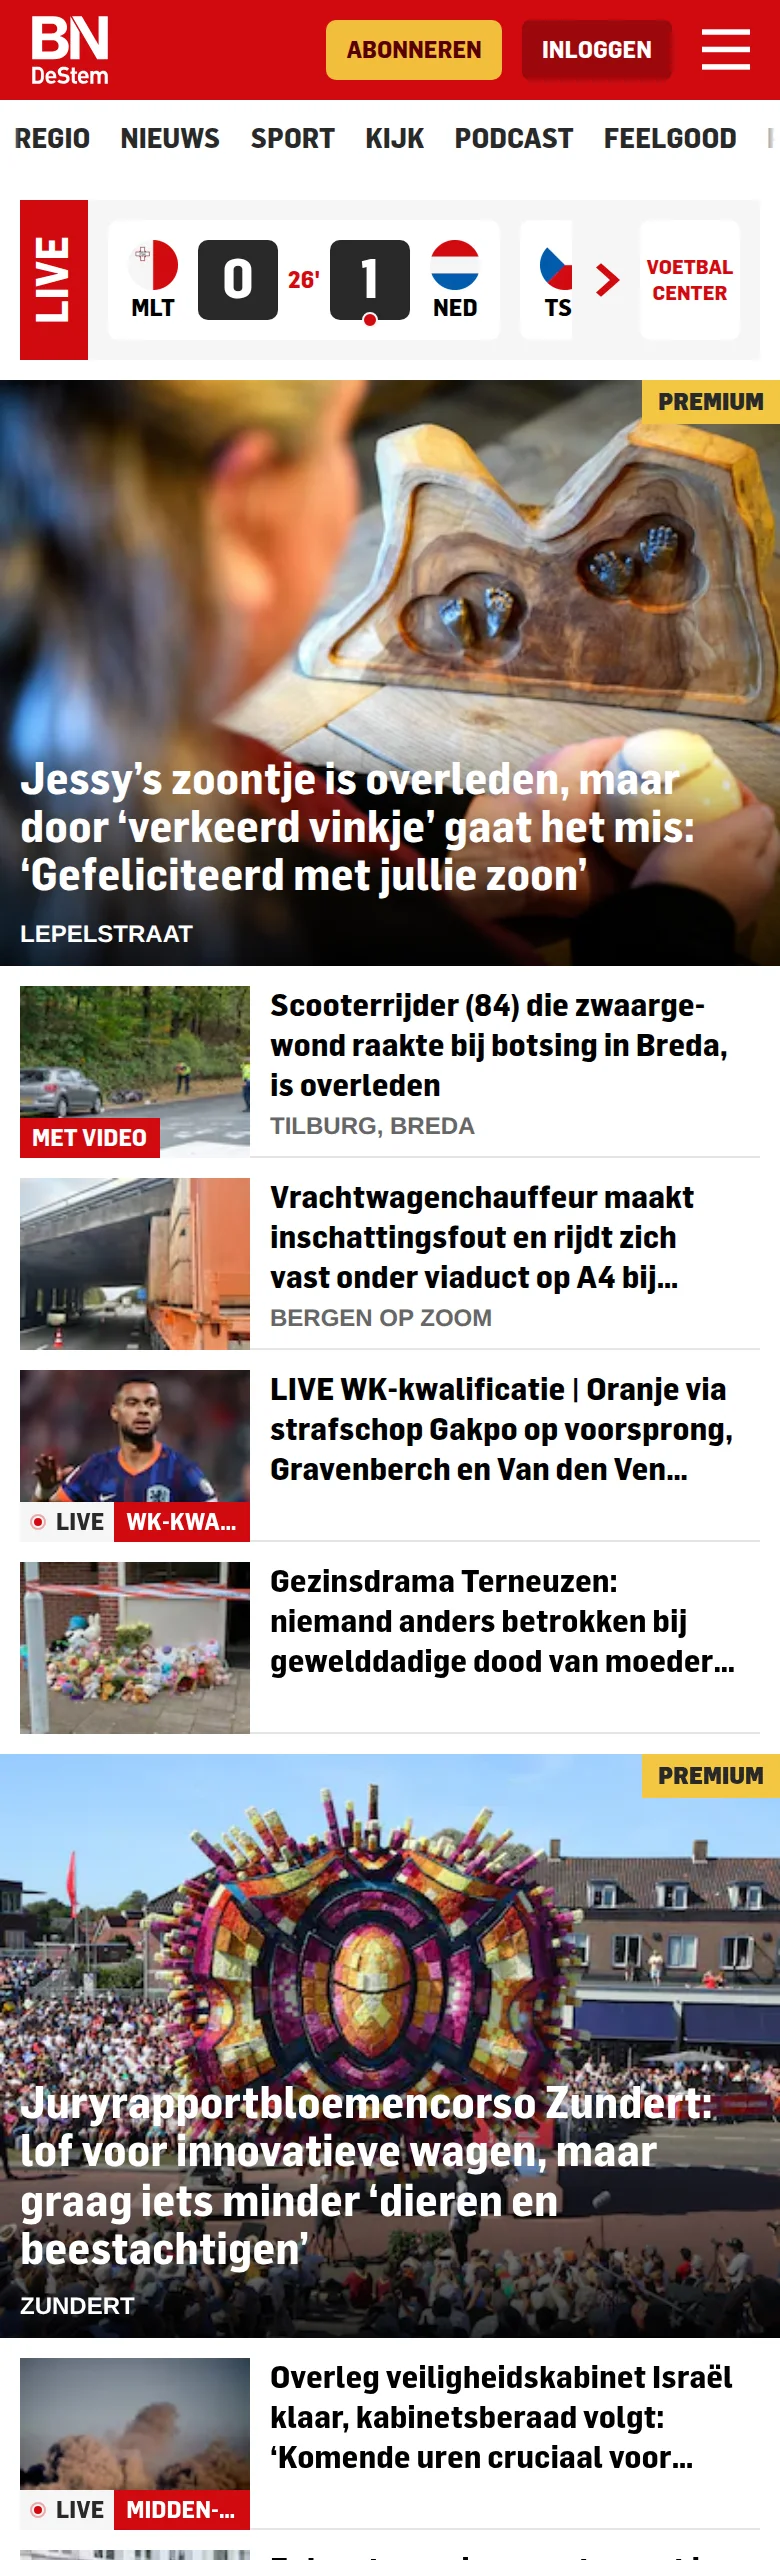 BN
DeStem
ABONNEREN
INLOGGEN
REGIO NIEUWS SPORT KIJK PODCAST FEELGOOD
LIVE
MLT
0
26'
1
NED
TS
VOETBAL
CENTER
PREMIUM
Jessy’s zoontje is overleden, maar
door ‘verkeerd vinkje’ gaat het mis:
‘Gefeliciteerd met jullie zoon’
LEPELSTRAAT
MET VIDEO
Scooterrijder (84) die zwaarge-
wond raakte bij botsing in Breda,
is overleden
TILBURG, BREDA
Vrachtwagenchauffeur maakt
inschattingsfout en rijdt zich
vast onder viaduct op A4 bij...
BERGEN OP ZOOM
LIVE WK-KWA...
LIVE WK-kwalificatie | Oranje via
strafschop Gakpo op voorsprong,
Gravenberch en Van den Ven...
Gezinsdrama Terneuzen:
niemand anders betrokken bij
gewelddadige dood van moeder...
PREMIUM
Juryrapportbloemencorso Zundert:
lof voor innovatieve wagen, maar
graag iets minder ‘dieren en
beestachtigen’
ZUNDERT
LIVE MIDDEN-...
Overleg veiligheidskabinet Israël
klaar, kabinetsberaad volgt:
‘Komende uren cruciaal voor...